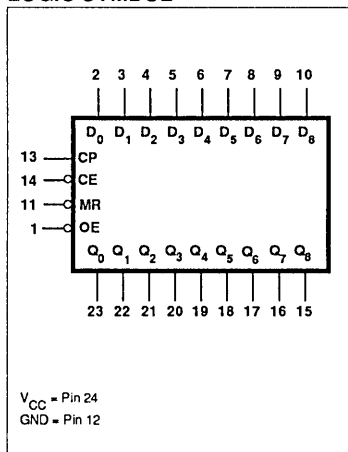 2 3 4 5 6 7 8 9 10
D0 D1 D2 D3 D4 D5 D6 D7 D8
13 CP
14 CE
11 MR
1 OE
Q0 Q1 Q2 Q3 Q4 Q5 Q6 Q7 Q8
23 22 21 20 19 18 17 16 15
VCC = Pin 24
GND = Pin 12